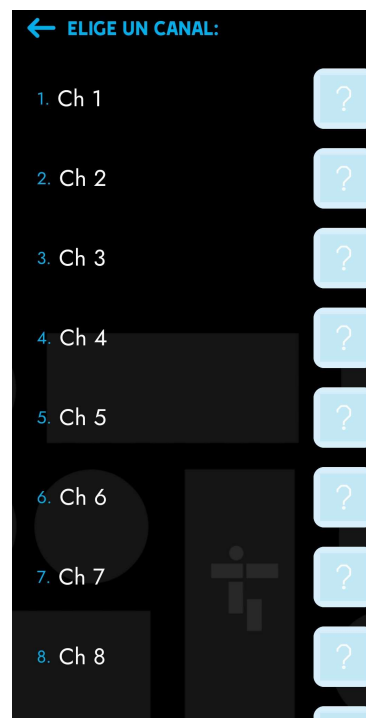 ← ELIGE UN CANAL:
1. Ch 1 ?
2. Ch 2 ?
3. Ch 3 ?
4. Ch 4 ?
5. Ch 5 ?
6. Ch 6 ?
7. Ch 7 ?
8. Ch 8 ?